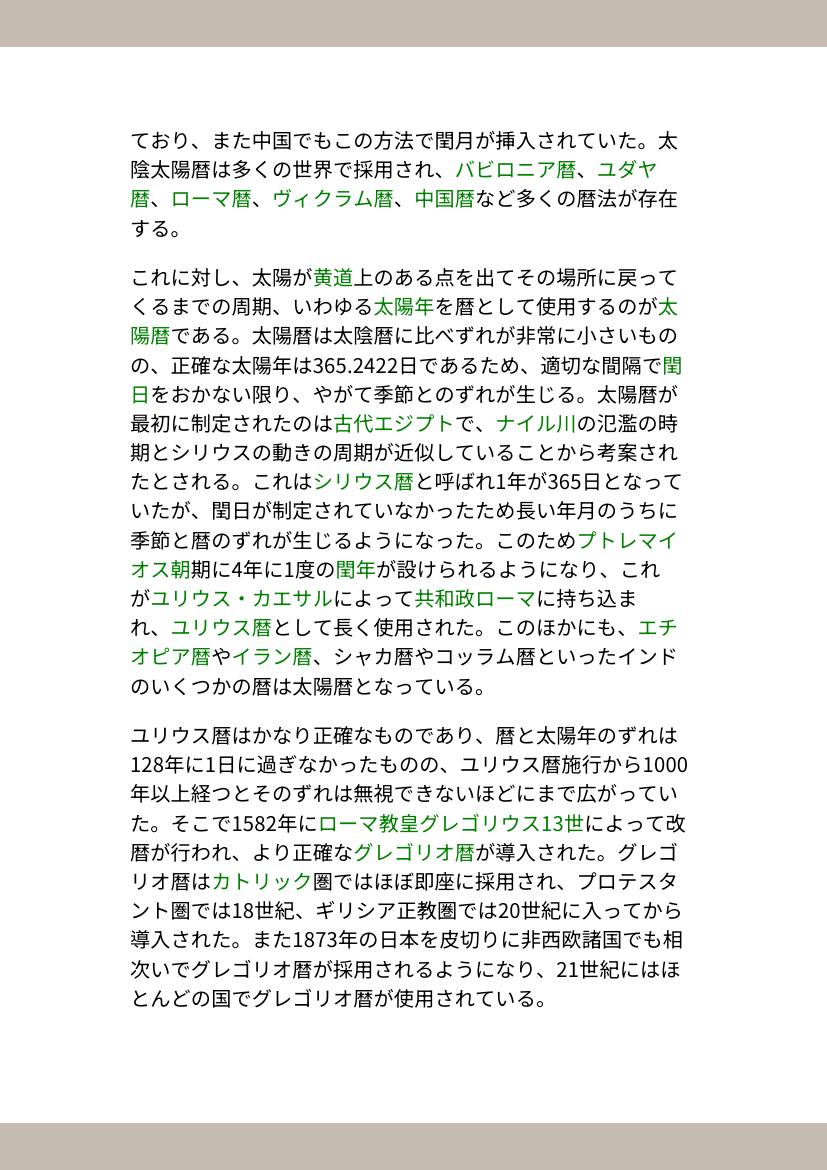 ており、また中国でもこの方法で閏月が挿入されていた。太
陰太陽暦は多くの世界で採用され、バビロニア暦、ユダヤ
暦、ローマ暦、ヴィクラム暦、中国暦など多くの暦法が存在
する。
これに対し、太陽が黄道上のある点を出てその場所に戻って
くるまでの周期、いわゆる太陽年を暦として使用するのが太
陽暦である。太陽暦は太陰暦に比べずれが非常に小さいもの
の、正確な太陽年は365.2422日であるため、適切な間隔で閏
日をおかない限り、やがて季節とのずれが生じる。太陽暦が
最初に制定されたのは古代エジプトで、ナイル川の氾濫の時
期とシリウスの動きの周期が近似していることから考案され
たとされる。これはシリウス暦と呼ばれ1年が365日となって
いたが、閏日が制定されていなかったため長い年月のうちに
季節と暦のずれが生じるようになった。このためプトレマイ
オス朝期に4年に1度の閏年が設けられるようになり、これ
がユリウス・カエサルによって共和政ローマに持ち込ま
れ、ユリウス暦として長く使用された。このほかにも、エチ
オピア暦やイラン暦、シャカ暦やコッラム暦といったインド
のいくつかの暦は太陽暦となっている。
ユリウス暦はかなり正確なものであり、暦と太陽年のずれは
128年に1日に過ぎなかったものの、ユリウス暦施行から1000
年以上経つとそのずれは無視できないほどにまで広がってい
た。そこで1582年にローマ教皇グレゴリウス13世によって改
暦が行われ、より正確なグレゴリオ暦が導入された。グレゴ
リオ暦はカトリック圏ではほぼ即座に採用され、プロテスタ
ント圏では18世紀、ギリシア正教圏では20世紀に入ってから
導入された。また1873年の日本を皮切りに非西欧諸国でも相
次いでグレゴリオ暦が採用されるようになり、21世紀にはほ
とんどの国でグレゴリオ暦が使用されている。